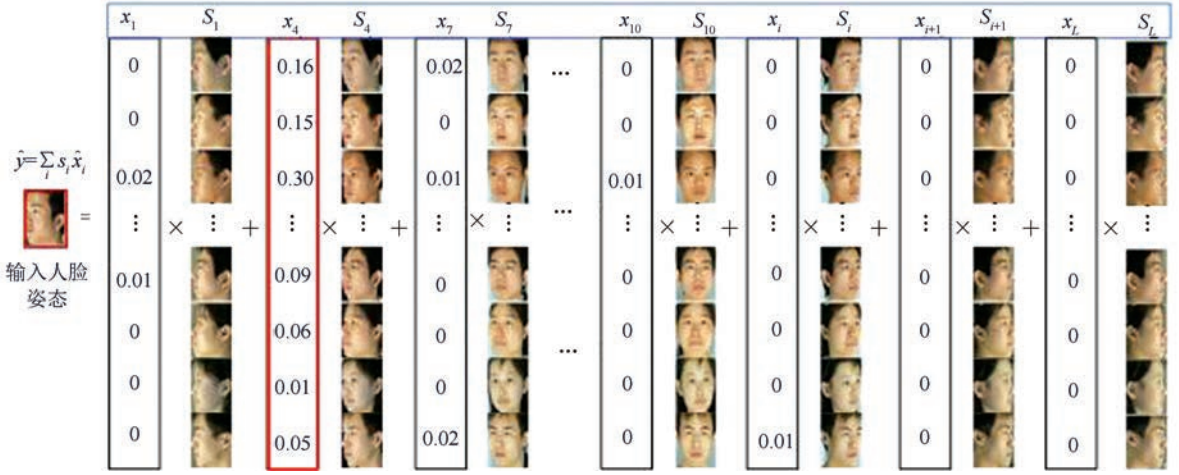 x₁ S₁ x₄ S₄ x₇ S₇ x₁₀ S₁₀ xᵢ Sᵢ xᵢ₊₁ Sᵢ₊₁ x_L S_L
0 0.16 0.02 ... 0 0 0 0
0 0.15 0 0 0 0 0
ŷ=∑ᵢ sᵢx̂ᵢ
0.02 0.30 0.01 0.01 0 0 0
= ⋮ × ⋮ + ⋮ × ⋮ + ⋮ × ⋮ ... ⋮ × ⋮ + ⋮ × ⋮ + ⋮ × ⋮ + ⋮ × ⋮
输入人脸
姿态
0.01 0.09 0 0 0 0 0
0 0.06 0 ... 0 0 0 0
0 0.01 0 0 0 0 0
0 0.05 0.02 0 0.01 0 0